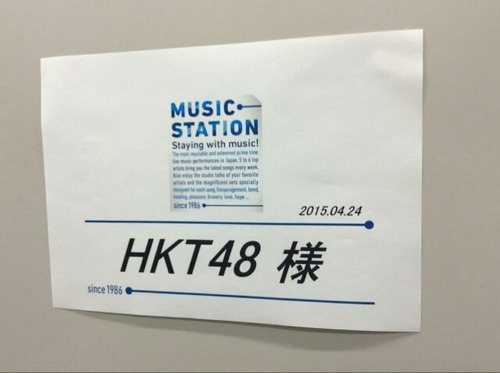 MUSIC
STATION
Staying with music!
The most reputable and esteemed prime time
live music performances in Japan. 5 to 6 top
artists bring you the latest songs every week.
Also enjoy the studio talks of your favorite
artists and the magnificent sets specially
designed for each song. Encouragement, bond,
healing, pleasure, bravery, love, hope...
since 1986
2015.04.24
HKT48 様
since 1986